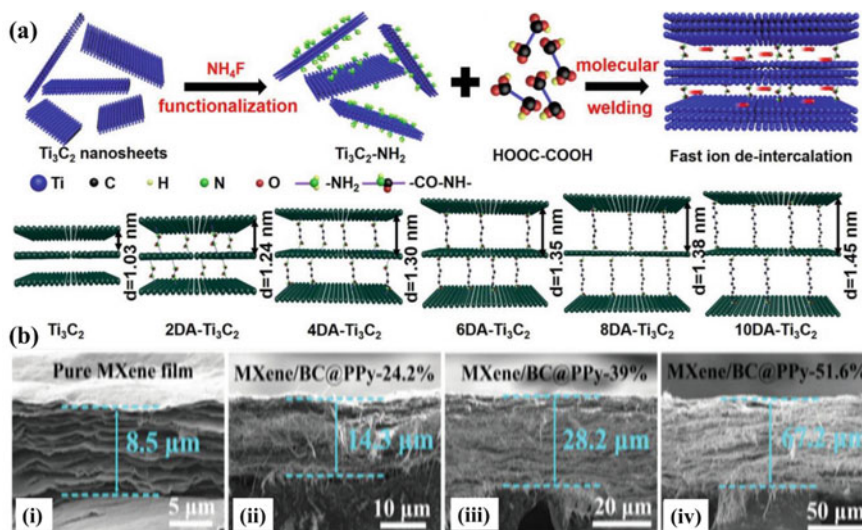 (a)
NH₄F
functionalization
molecular
welding
Ti₃C₂ nanosheets
Ti₃C₂-NH₂
HOOC-COOH
Fast ion de-intercalation
Ti C H N O -NH₂ -CO-NH-
d=1.03 nm
d=1.24 nm
d=1.30 nm
d=1.35 nm
d=1.38 nm
d=1.45 nm
Ti₃C₂ 2DA-Ti₃C₂ 4DA-Ti₃C₂ 6DA-Ti₃C₂ 8DA-Ti₃C₂ 10DA-Ti₃C₂
(b)
Pure MXene film
8.5 μm
5 μm
(i)
MXene/BC@PPy-24.2%
14.3 μm
10 μm
(ii)
MXene/BC@PPy-39%
28.2 μm
20 μm
(iii)
MXene/BC@PPy-51.6%
67.2 μm
50 μm
(iv)